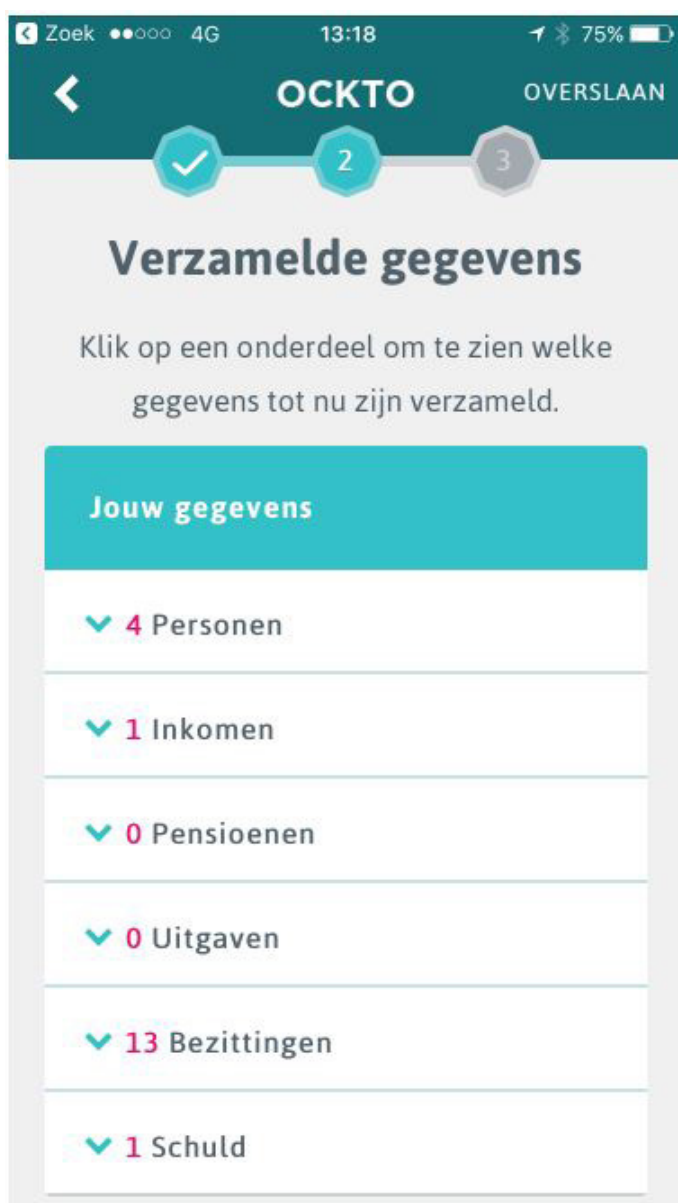 Zoek 4G 13:18 75%
OCKTO OVERSLAAN
2 3
Verzamelde gegevens
Klik op een onderdeel om te zien welke
gegevens tot nu zijn verzameld.
Jouw gegevens
4 Personen
1 Inkomen
0 Pensioenen
0 Uitgaven
13 Bezittingen
1 Schuld